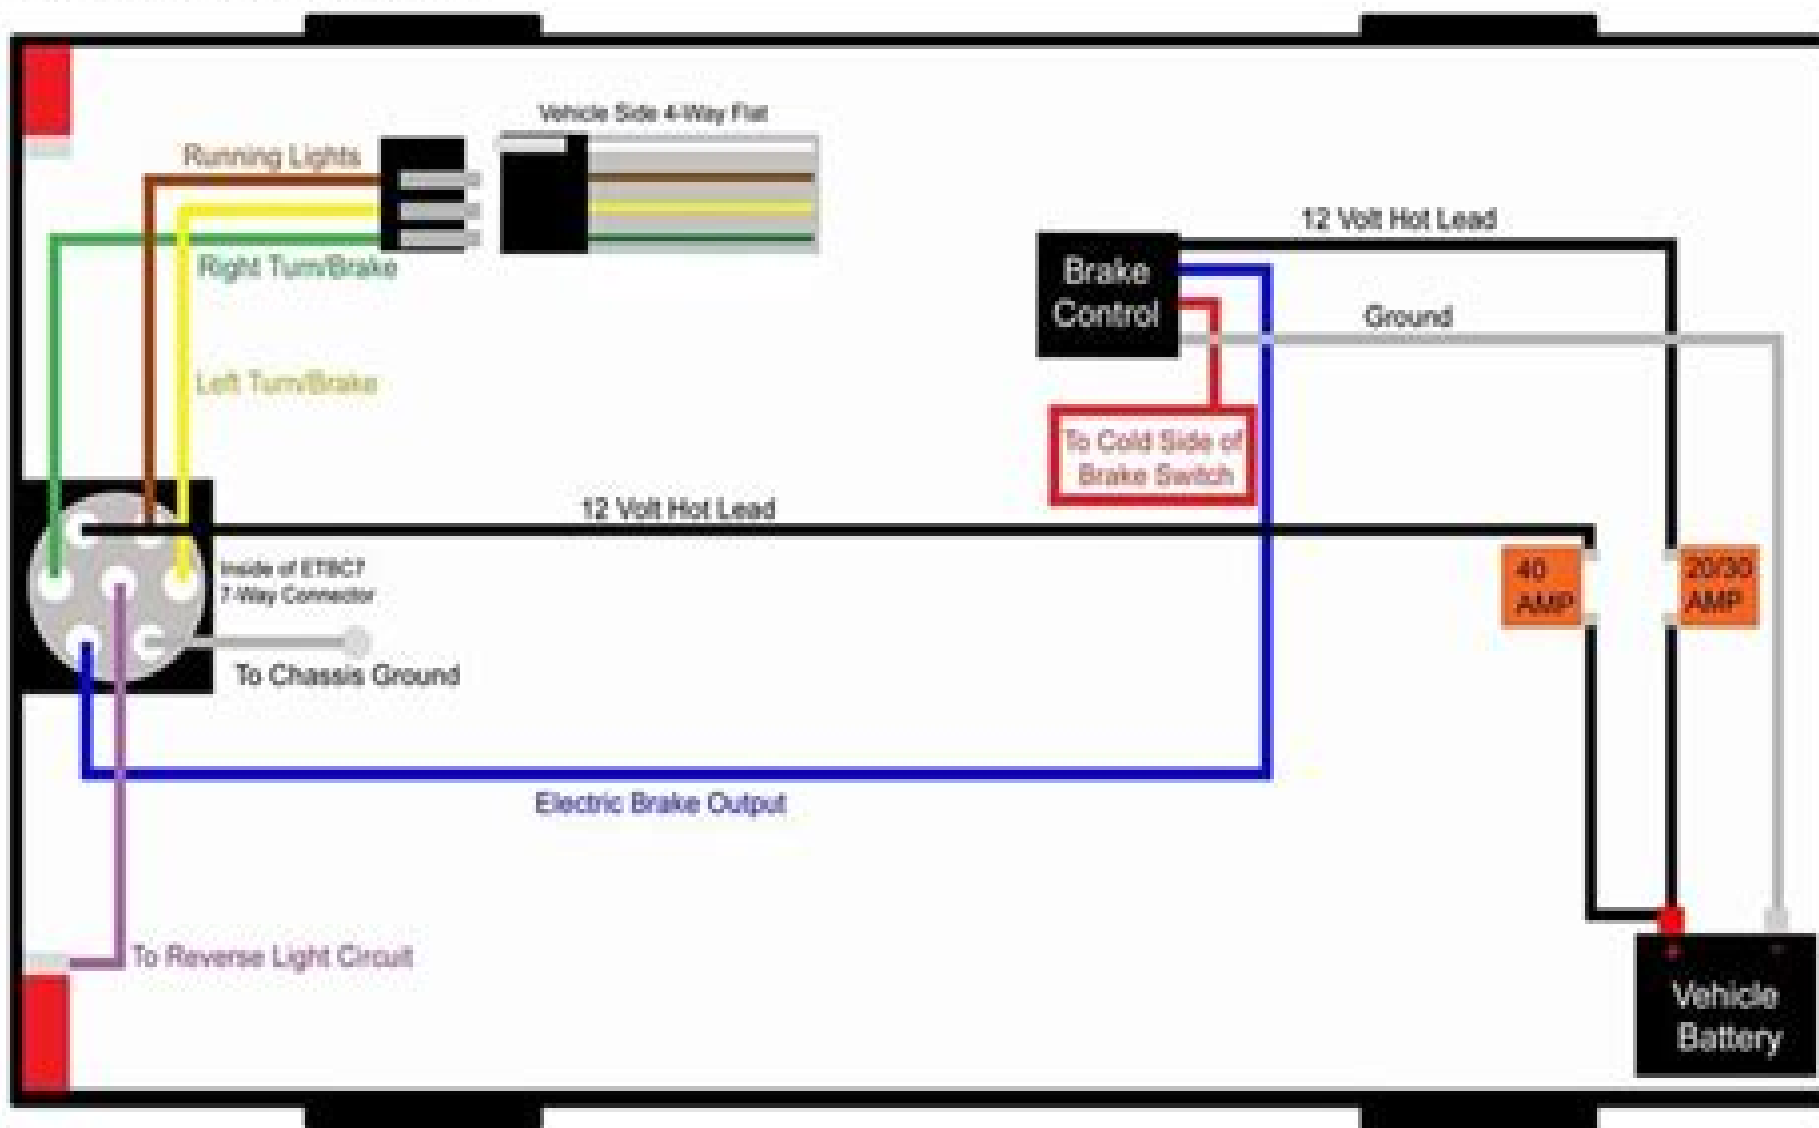 Vehicle Side 4-Way Flat
Running Lights
Right Turn/Brake
Left Turn/Brake
12 Volt Hot Lead
Brake
Control
Ground
To Cold Side of
Brake Switch
12 Volt Hot Lead
Inside of ETBC7
7-Way Connector
40
AMP
20/30
AMP
To Chassis Ground
Electric Brake Output
To Reverse Light Circuit
+ -
Vehicle
Battery